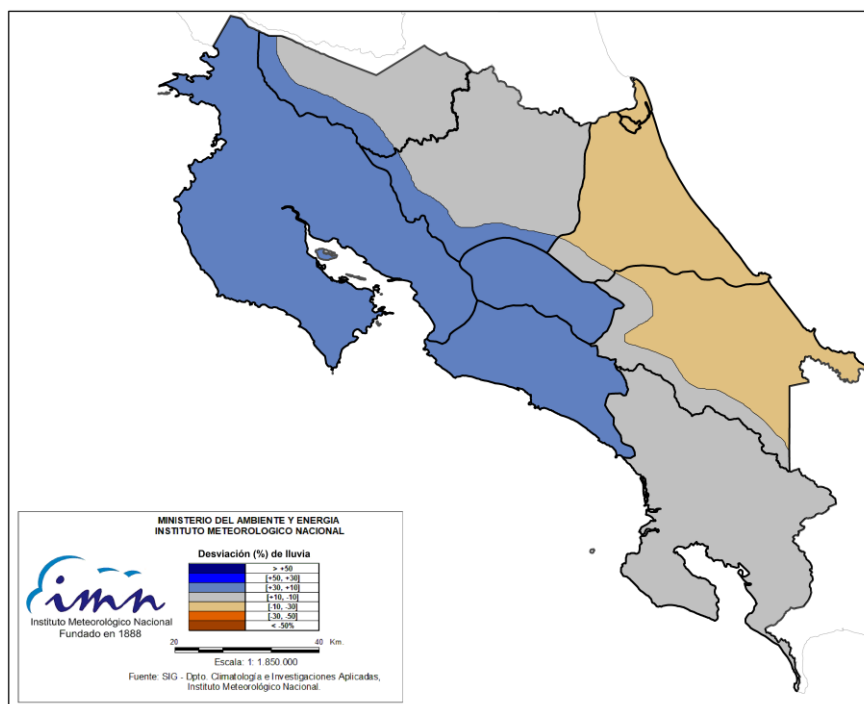 MINISTERIO DEL AMBIENTE Y ENERGIA
INSTITUTO METEOROLOGICO NACIONAL
Desviación (%) de lluvia
> +50
[+50, +30]
[+30, +10]
[+10, -10]
[-10, -30]
[-30, -50]
< -50%
imn
Instituto Meteorológico Nacional
Fundado en 1888
20 40 Km.
Escala: 1: 1.850.000
Fuente: SIG - Dpto. Climatología e Investigaciones Aplicadas,
Instituto Meteorológico Nacional.